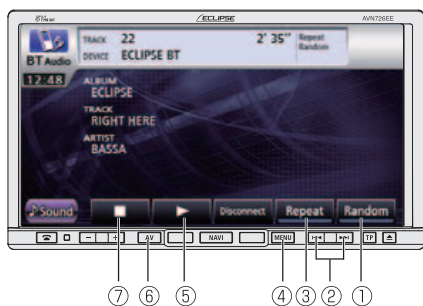 ECLIPSE AVN726EE
TRACK 22 2' 35" Repeat
Random
DEVICE ECLIPSE BT
BT Audio
12:48
ALBUM
ECLIPSE
TRACK
RIGHT HERE
ARTIST
BASSA
Sound Disconnect Repeat Random
AV NAVI MENU TP
⑦ ⑥ ⑤ ④ ③ ② ①